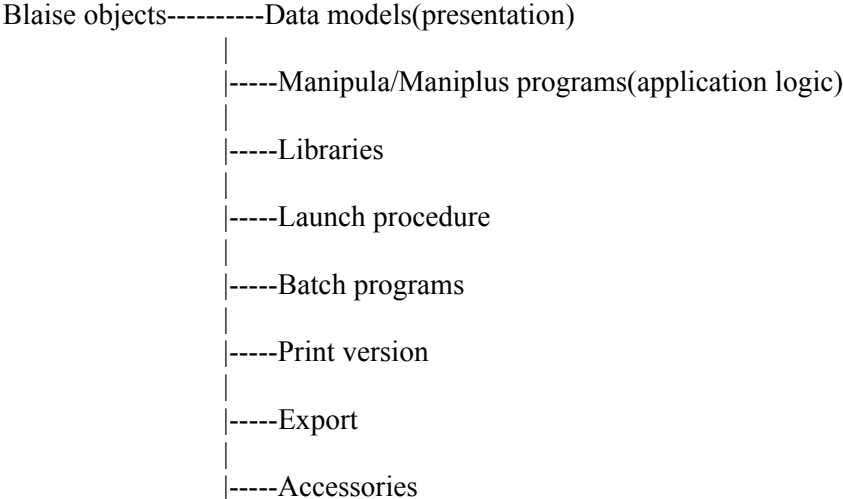 Blaise objects----------Data models(presentation)
|
|-----Manipula/Maniplus programs(application logic)
|
|-----Libraries
|
|-----Launch procedure
|
|-----Batch programs
|
|-----Print version
|
|-----Export
|
|-----Accessories